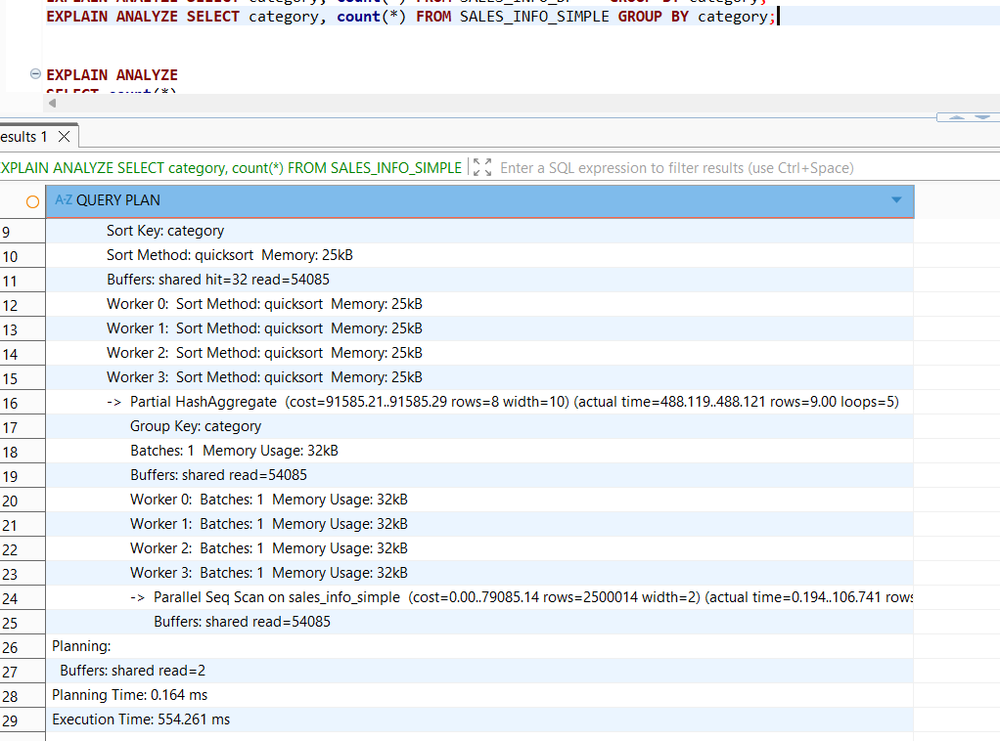 EXPLAIN ANALYZE SELECT category, count(*) FROM SALES_INFO_SIMPLE GROUP BY category;
EXPLAIN ANALYZE
SELECT count(*)
esults 1
XPLAIN ANALYZE SELECT category, count(*) FROM SALES_INFO_SIMPLE
Enter a SQL expression to filter results (use Ctrl+Space)
A-Z QUERY PLAN
9 Sort Key: category
10 Sort Method: quicksort Memory: 25kB
11 Buffers: shared hit=32 read=54085
12 Worker 0: Sort Method: quicksort Memory: 25kB
13 Worker 1: Sort Method: quicksort Memory: 25kB
14 Worker 2: Sort Method: quicksort Memory: 25kB
15 Worker 3: Sort Method: quicksort Memory: 25kB
16 -> Partial HashAggregate (cost=91585.21..91585.29 rows=8 width=10) (actual time=488.119..488.121 rows=9.00 loops=5)
17 Group Key: category
18 Batches: 1 Memory Usage: 32kB
19 Buffers: shared read=54085
20 Worker 0: Batches: 1 Memory Usage: 32kB
21 Worker 1: Batches: 1 Memory Usage: 32kB
22 Worker 2: Batches: 1 Memory Usage: 32kB
23 Worker 3: Batches: 1 Memory Usage: 32kB
24 -> Parallel Seq Scan on sales_info_simple (cost=0.00..79085.14 rows=2500014 width=2) (actual time=0.194..106.741 rows
25 Buffers: shared read=54085
26 Planning:
27 Buffers: shared read=2
28 Planning Time: 0.164 ms
29 Execution Time: 554.261 ms